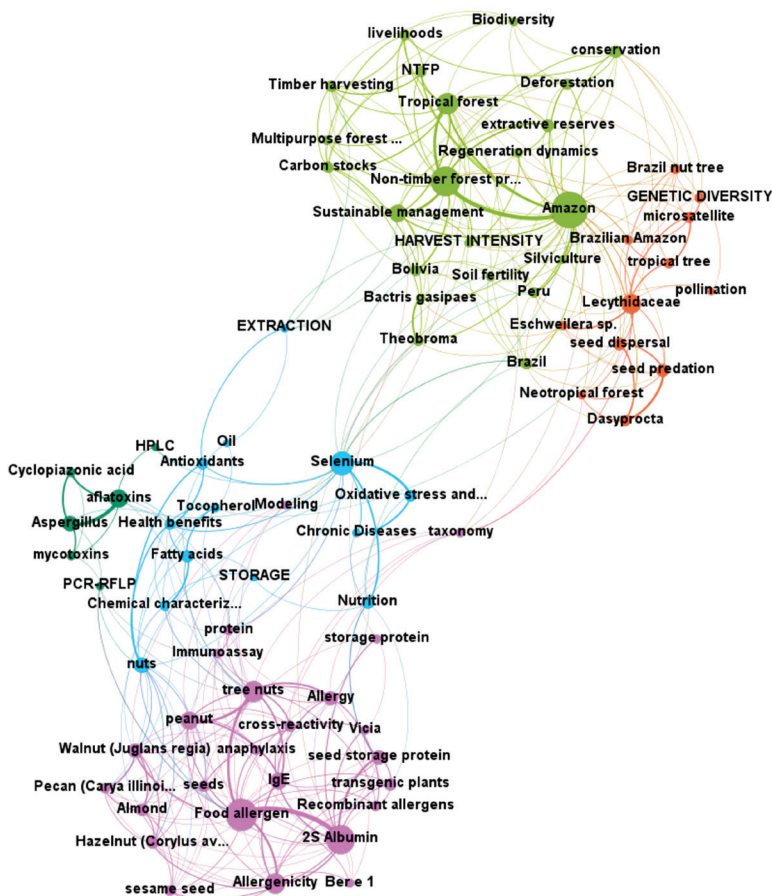 Biodiversity
livelihoods
conservation
NTFP
Timber harvesting
Deforestation
Tropical forest
extractive reserves
Multipurpose forest ...
Regeneration dynamics
Carbon stocks
Brazil nut tree
Non-timber forest pr...
GENETIC DIVERSITY
Amazon
Sustainable management
microsatellite
HARVEST INTENSITY
Brazilian Amazon
Silviculture
tropical tree
Bolivia
Soil fertility
Peru
pollination
Bactris gasipaes
Lecythidaceae
EXTRACTION
Eschweilera sp.
Theobroma
seed dispersal
Brazil
seed predation
Neotropical forest
Dasyprocta
HPLC
Oil
Cyclopiazonic acid
Antioxidants
Selenium
aflatoxins
Oxidative stress and...
Tocopherol
Modeling
Aspergillus
Health benefits
Chronic Diseases
taxonomy
mycotoxins
Fatty acids
PCR-RFLP
STORAGE
Chemical characteriz...
Nutrition
protein
storage protein
Immunoassay
nuts
tree nuts
Allergy
peanut
cross-reactivity
Vicia
Walnut (Juglans regia)
anaphylaxis
seed storage protein
Pecan (Carya illinoi...
seeds
IgE
transgenic plants
Almond
Food allergen
Recombinant allergens
Hazelnut (Corylus av...
2S Albumin
sesame seed
Allergenicity
Ber e 1